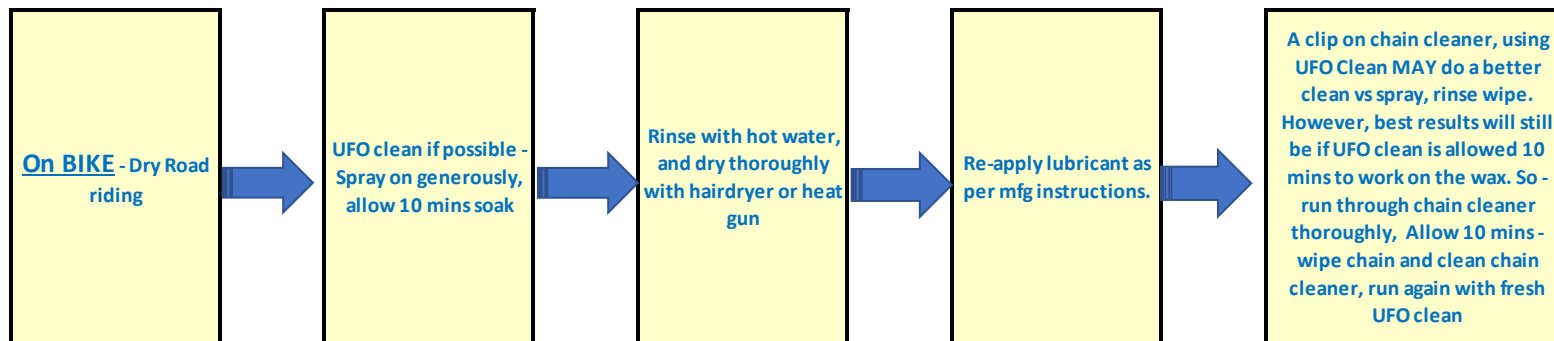 On BIKE - Dry Road
riding
UFO clean if possible -
Spray on generously,
allow 10 mins soak
Rinse with hot water,
and dry thoroughly
with hairdryer or heat
gun
Re-apply lubricant as
per mfg instructions.
A clip on chain cleaner, using
UFO Clean MAY do a better
clean vs spray, rinse wipe.
However, best results will still
be if UFO clean is allowed 10
mins to work on the wax. So -
run through chain cleaner
thoroughly, Allow 10 mins -
wipe chain and clean chain
cleaner, run again with fresh
UFO clean